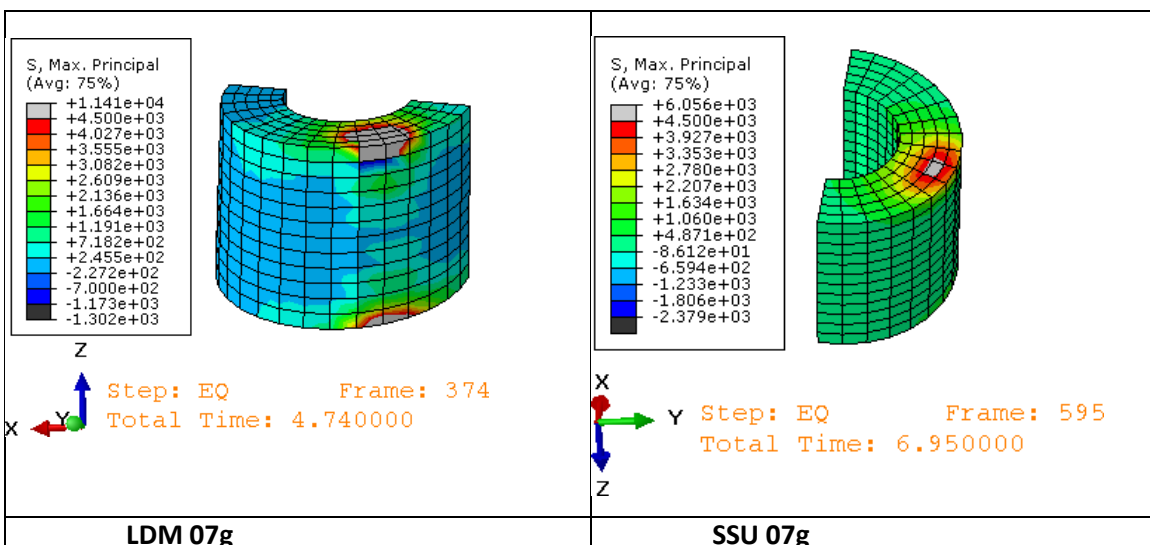 S, Max. Principal
(Avg: 75%)
+1.141e+04
+4.500e+03
+4.027e+03
+3.555e+03
+3.082e+03
+2.609e+03
+2.136e+03
+1.664e+03
+1.191e+03
+7.182e+02
+2.455e+02
-2.272e+02
-7.000e+02
-1.173e+03
-1.302e+03
Z
X
Y
Step: EQ Frame: 374
Total Time: 4.740000
LDM 07g
S, Max. Principal
(Avg: 75%)
+6.056e+03
+4.500e+03
+3.927e+03
+3.353e+03
+2.780e+03
+2.207e+03
+1.634e+03
+1.060e+03
+4.871e+02
-8.612e+01
-6.594e+02
-1.233e+03
-1.806e+03
-2.379e+03
X
Y
Z
Step: EQ Frame: 595
Total Time: 6.950000
SSU 07g